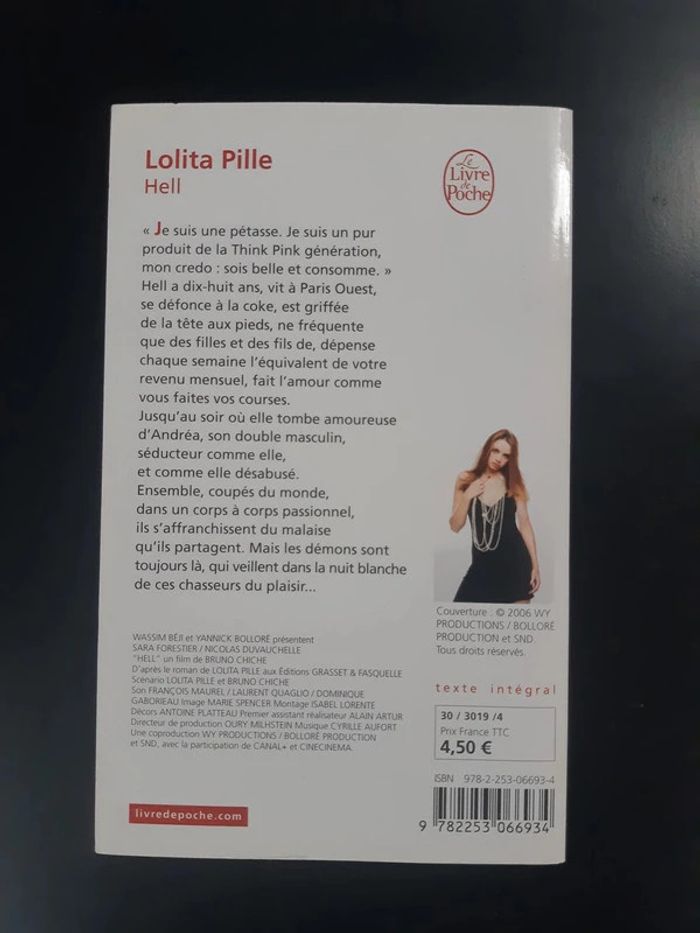 Lolita Pille
Hell
Le
Livre
de
Poche
« Je suis une pétasse. Je suis un pur
produit de la Think Pink génération,
mon credo : sois belle et consomme. »
Hell a dix-huit ans, vit à Paris Ouest,
se défonce à la coke, est griffée
de la tête aux pieds, ne fréquente
que des filles et des fils de, dépense
chaque semaine l'équivalent de votre
revenu mensuel, fait l'amour comme
vous faites vos courses.
Jusqu'au soir où elle tombe amoureuse
d'Andréa, son double masculin,
séducteur comme elle,
et comme elle désabusé.
Ensemble, coupés du monde,
dans un corps à corps passionnel,
ils s'affranchissent du malaise
qu'ils partagent. Mais les démons sont
toujours là, qui veillent dans la nuit blanche
de ces chasseurs du plaisir...
WASSIM BÉJI et YANNICK BOLLORÉ présentent
SARA FORESTIER / NICOLAS DUVAUCHELLE
"HELL" un film de BRUNO CHICHE
D'après le roman de LOLITA PILLE aux Éditions GRASSET & FASQUELLE
Scénario LOLITA PILLE et BRUNO CHICHE
Son FRANÇOIS MAUREL / LAURENT QUAGLIO / DOMINIQUE
GABORIEAU Image MARIE SPENCER Montage ISABEL LORENTE
Décors ANTOINE PLATTEAU Premier assistant réalisateur ALAIN ARTUR
Directeur de production OURY MILHSTEIN Musique CYRILLE AUFORT
Une coproduction WY PRODUCTIONS / BOLLORÉ PRODUCTION
et SND, avec la participation de CANAL+ et CINECINEMA.
livredepoche.com
Couverture : © 2006 WY
PRODUCTIONS / BOLLORÉ
PRODUCTION et SND.
Tous droits réservés.
texte intégral
30 / 3019 /4
Prix France TTC
4,50 €
ISBN 978-2-253-06693-4
9 782253 066934